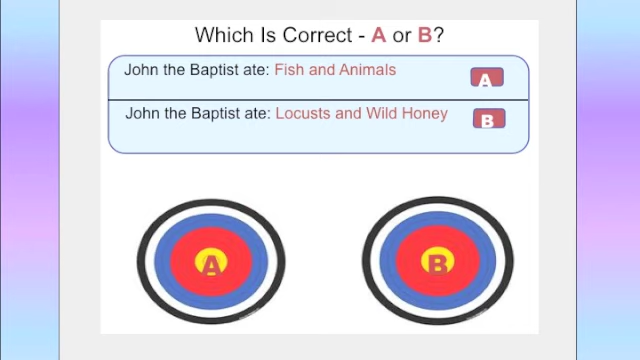 Which Is Correct - A or B?
John the Baptist ate: Fish and Animals A
John the Baptist ate: Locusts and Wild Honey B
A B